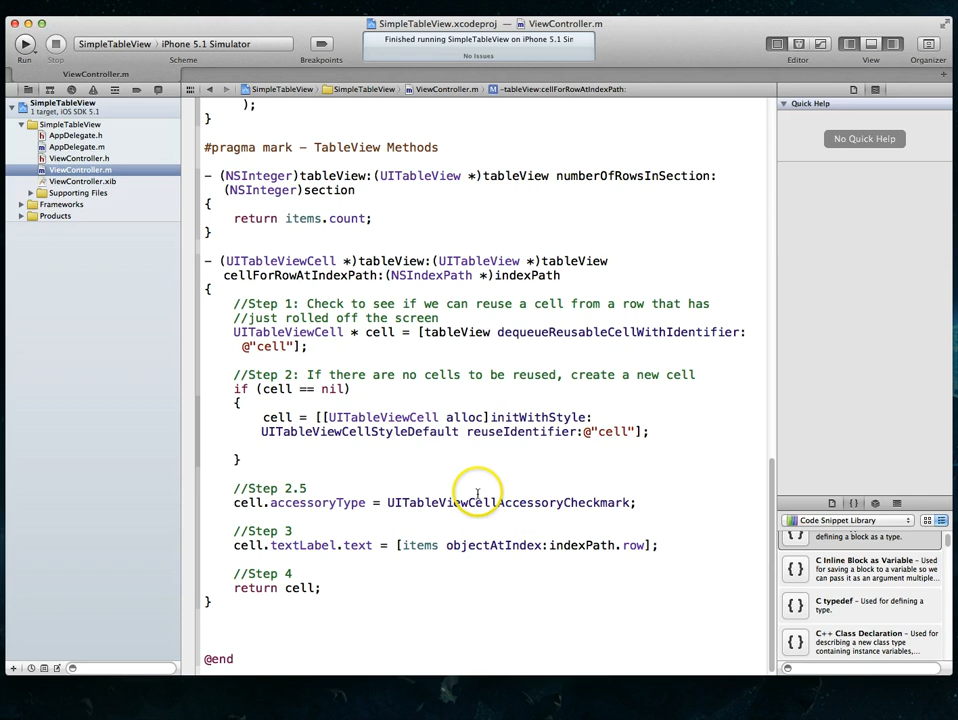 SimpleTableView.xcodeproj — ViewController.m
Run
Stop
SimpleTableView 〉 iPhone 5.1 Simulator
Scheme
Breakpoints
Finished running SimpleTableView on iPhone 5.1 Sir
No Issues
Editor
View
Organizer
ViewController.m
SimpleTableView
1 target, iOS SDK 5.1
SimpleTableView
AppDelegate.h
AppDelegate.m
ViewController.h
ViewController.m
ViewController.xib
Supporting Files
Frameworks
Products
SimpleTableView 〉 SimpleTableView 〉 ViewController.m 〉 M -tableView:cellForRowAtIndexPath:
);
}
#pragma mark - TableView Methods
- (NSInteger)tableView:(UITableView *)tableView numberOfRowsInSection:
(NSInteger)section
{
return items.count;
}
- (UITableViewCell *)tableView:(UITableView *)tableView
cellForRowAtIndexPath:(NSIndexPath *)indexPath
{
//Step 1: Check to see if we can reuse a cell from a row that has
//just rolled off the screen
UITableViewCell * cell = [tableView dequeueReusableCellWithIdentifier:
@"cell"];
//Step 2: If there are no cells to be reused, create a new cell
if (cell == nil)
{
cell = [[UITableViewCell alloc]initWithStyle:
UITableViewCellStyleDefault reuseIdentifier:@"cell"];
}
//Step 2.5
cell.accessoryType = UITableViewCellAccessoryCheckmark;
//Step 3
cell.textLabel.text = [items objectAtIndex:indexPath.row];
//Step 4
return cell;
}
@end
Quick Help
No Quick Help
{ }
Code Snippet Library
defining a block as a type.
{ }
C Inline Block as Variable - Used
for saving a block to a variable so we
can pass it as an argument multiple...
{ }
C typedef - Used for defining a
type.
{ }
C++ Class Declaration - Used for
describing a new class type
containing instance variables,...
{ }